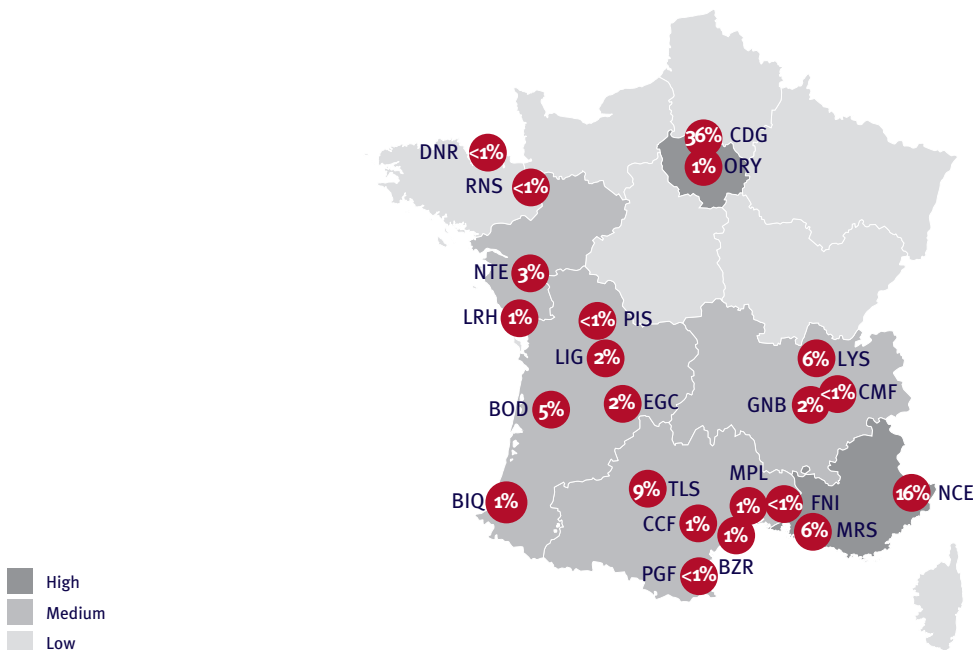 36% CDG
DNR <1%
1% ORY
RNS <1%
NTE 3%
LRH 1%
<1% PIS
LIG 2%
6% LYS
<1% CMF
2% EGC
GNB 2%
BOD 5%
MPL
9% TLS
16% NCE
BIQ 1%
1%
<1% FNI
CCF 1%
6% MRS
1%
BZR
PGF <1%
High
Medium
Low